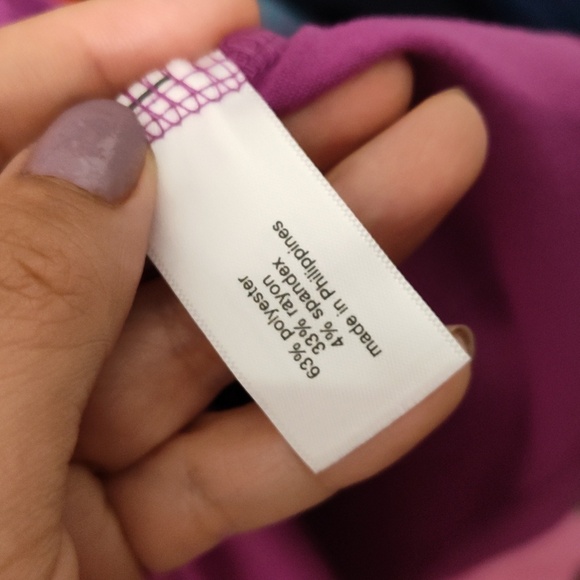 63% polyester
33% rayon
4% spandex
made in Philippines